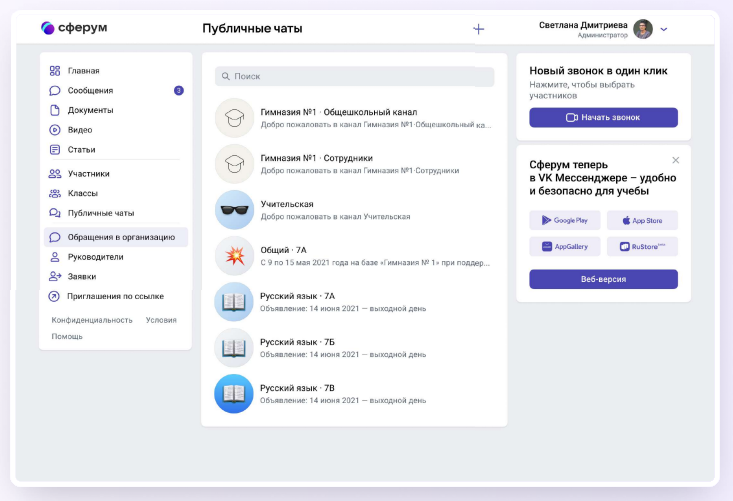 сферум
Публичные чаты
Светлана Дмитриева
Администратор
Главная
Сообщения 3
Документы
Видео
Статьи
Участники
Классы
Публичные чаты
Обращения в организацию
Руководители
Заявки
Приглашения по ссылке
Конфиденциальность Условия
Помощь
Поиск
Гимназия №1 · Общешкольный канал
Добро пожаловать в канал Гимназия №1-Общешкольный ка...
Гимназия №1 · Сотрудники
Добро пожаловать в канал Гимназия №1-Сотрудники
Учительская
Добро пожаловать в канал Учительская
Общий · 7А
С 9 по 15 мая 2021 года на базе «Гимназия № 1» при поддер...
Русский язык · 7А
Объявление: 14 июня 2021 — выходной день
Русский язык · 7Б
Объявление: 14 июня 2021 — выходной день
Русский язык · 7В
Объявление: 14 июня 2021 — выходной день
Новый звонок в один клик
Нажмите, чтобы выбрать
участников
Начать звонок
Сферум теперь
в VK Мессенджере – удобно
и безопасно для учебы
Google Play
App Store
AppGallery
RuStore
Веб-версия